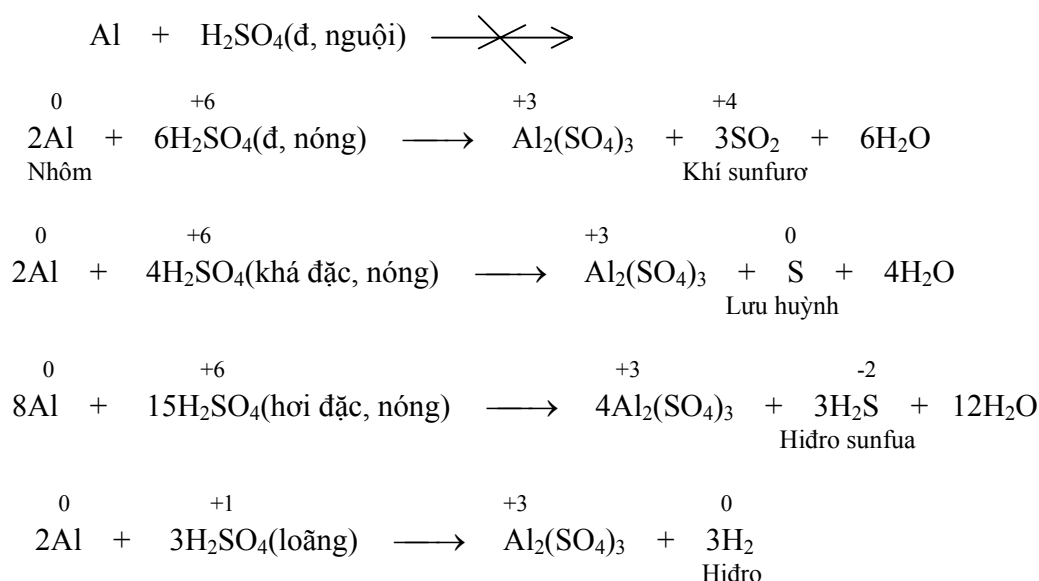 Al + H₂SO₄(đ, nguội)
0 +6 +3 +4
2Al + 6H₂SO₄(đ, nóng) ⟶ Al₂(SO₄)₃ + 3SO₂ + 6H₂O
Nhôm Khí sunfurơ
0 +6 +3 0
2Al + 4H₂SO₄(khá đặc, nóng) ⟶ Al₂(SO₄)₃ + S + 4H₂O
Lưu huỳnh
0 +6 +3 -2
8Al + 15H₂SO₄(hơi đặc, nóng) ⟶ 4Al₂(SO₄)₃ + 3H₂S + 12H₂O
Hiđro sunfua
0 +1 +3 0
2Al + 3H₂SO₄(loãng) ⟶ Al₂(SO₄)₃ + 3H₂
Hiđro